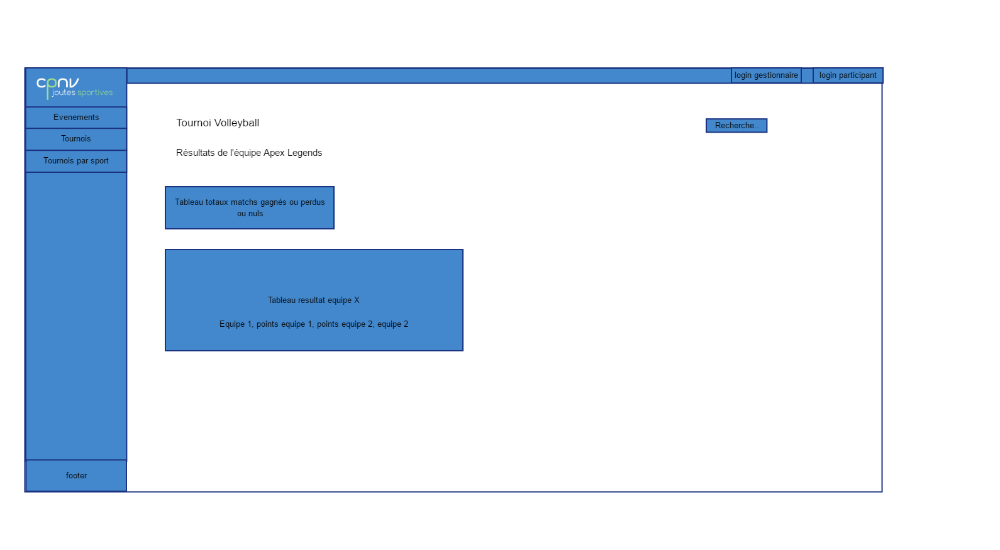 cpnv
joutes sportives
login gestionnaire
login participant
Evenements
Tournois
Tournois par sport
Tournoi Volleyball
Recherche..
Résultats de l'équipe Apex Legends
Tableau totaux matchs gagnés ou perdus
ou nuls
Tableau resultat equipe X
Equipe 1, points equipe 1, points equipe 2, equipe 2
footer